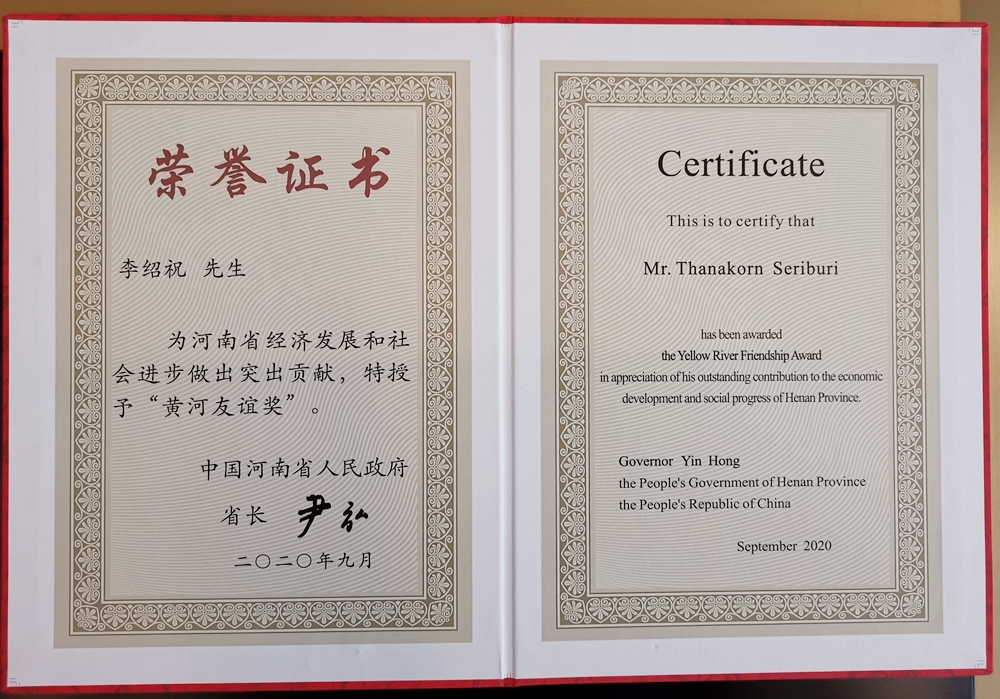 荣誉证书
李绍祝 先生
为河南省经济发展和社
会进步做出突出贡献，特授
予“黄河友谊奖”。
中国河南省人民政府
省长 尹弘
二〇二〇年九月
Certificate
This is to certify that
Mr. Thanakorn Seriburi
has been awarded
the Yellow River Friendship Award
in appreciation of his outstanding contribution to the economic
development and social progress of Henan Province.
Governor Yin Hong
the People's Government of Henan Province
the People's Republic of China
September 2020